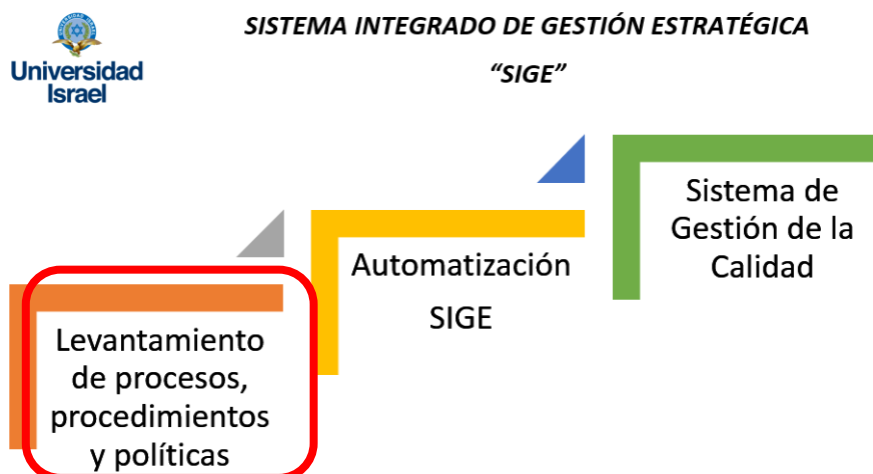 Universidad
Israel
SISTEMA INTEGRADO DE GESTIÓN ESTRATÉGICA
“SIGE”
Levantamiento
de procesos,
procedimientos
y políticas
Automatización
SIGE
Sistema de
Gestión de la
Calidad